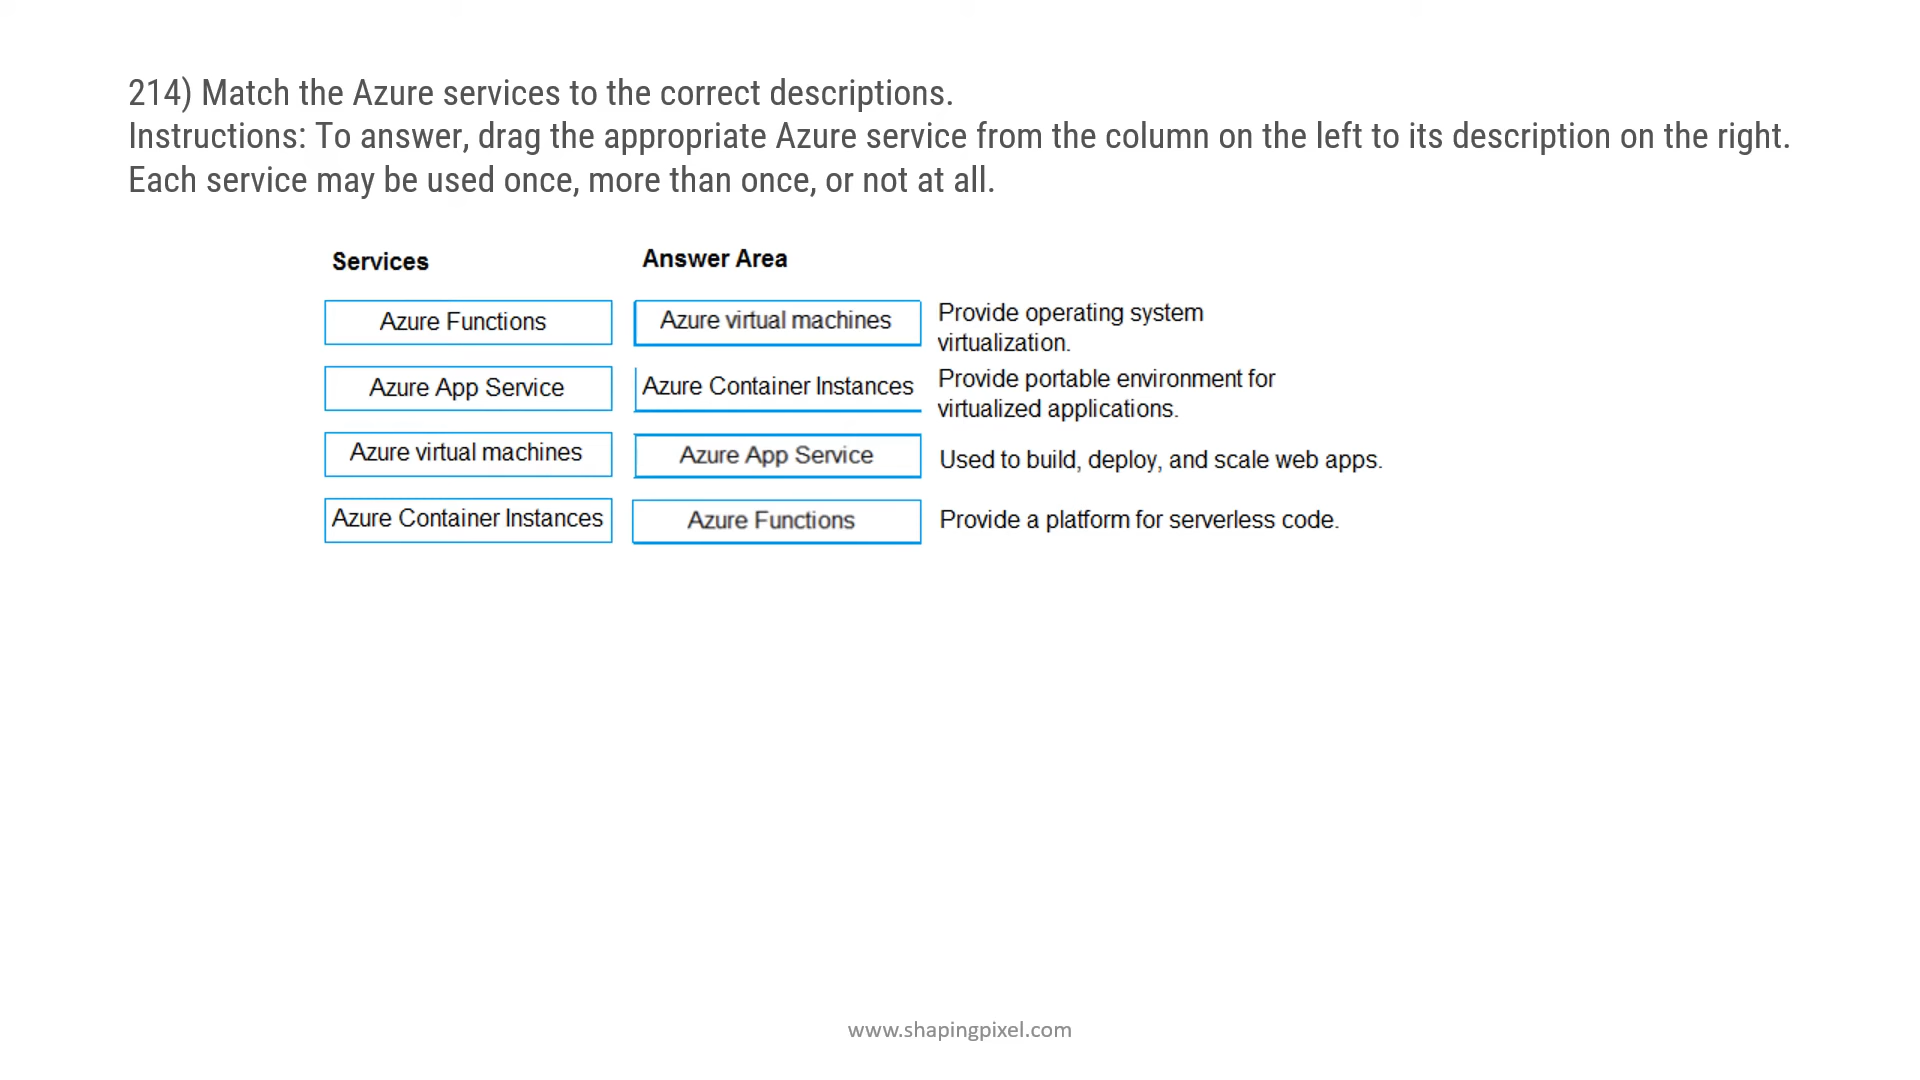 214) Match the Azure services to the correct descriptions.
Instructions: To answer, drag the appropriate Azure service from the column on the left to its description on the right.
Each service may be used once, more than once, or not at all.
Services
Answer Area
Azure Functions
Azure virtual machines
Provide operating system
virtualization.
Azure App Service
Azure Container Instances
Provide portable environment for
virtualized applications.
Azure virtual machines
Azure App Service
Used to build, deploy, and scale web apps.
Azure Container Instances
Azure Functions
Provide a platform for serverless code.
www.shapingpixel.com